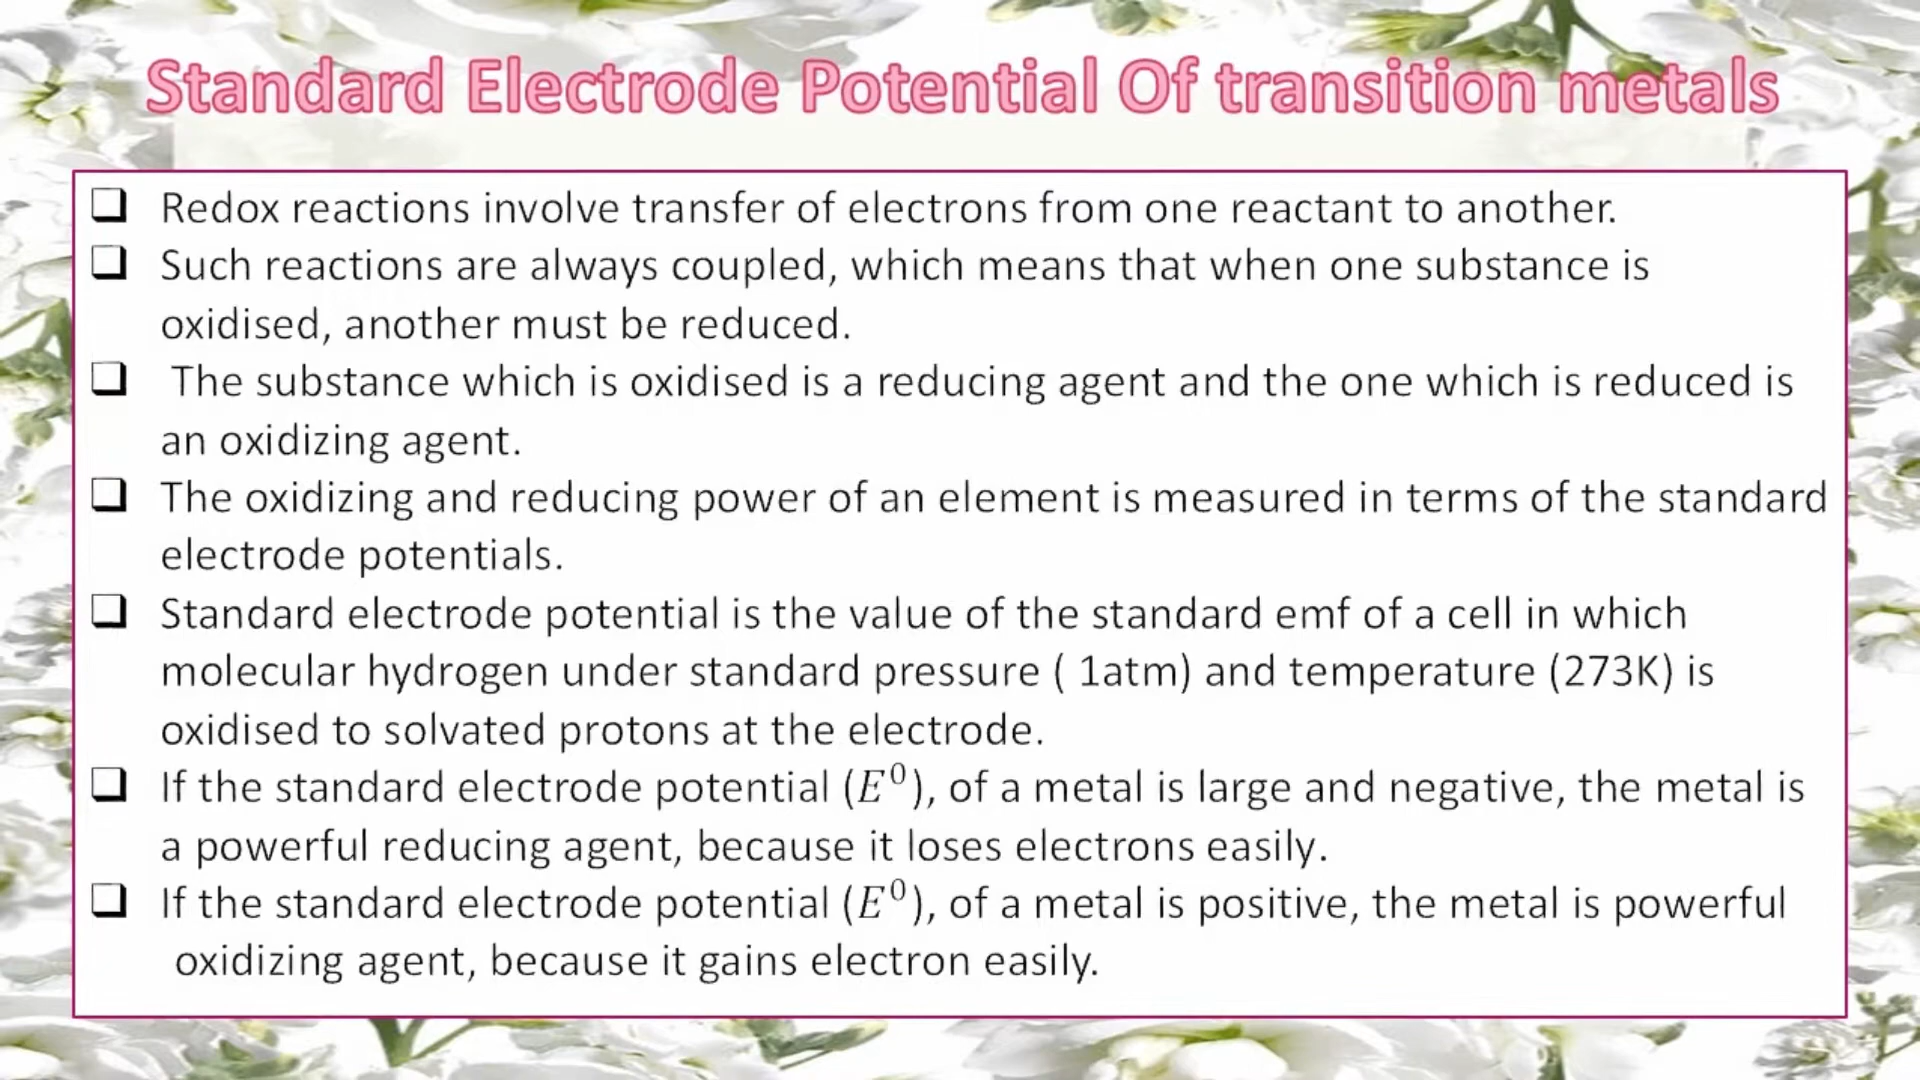 Standard Electrode Potential Of transition metals
❑ Redox reactions involve transfer of electrons from one reactant to another.
❑ Such reactions are always coupled, which means that when one substance is
oxidised, another must be reduced.
❑ The substance which is oxidised is a reducing agent and the one which is reduced is
an oxidizing agent.
❑ The oxidizing and reducing power of an element is measured in terms of the standard
electrode potentials.
❑ Standard electrode potential is the value of the standard emf of a cell in which
molecular hydrogen under standard pressure ( 1atm) and temperature (273K) is
oxidised to solvated protons at the electrode.
❑ If the standard electrode potential (E⁰), of a metal is large and negative, the metal is
a powerful reducing agent, because it loses electrons easily.
❑ If the standard electrode potential (E⁰), of a metal is positive, the metal is powerful
oxidizing agent, because it gains electron easily.